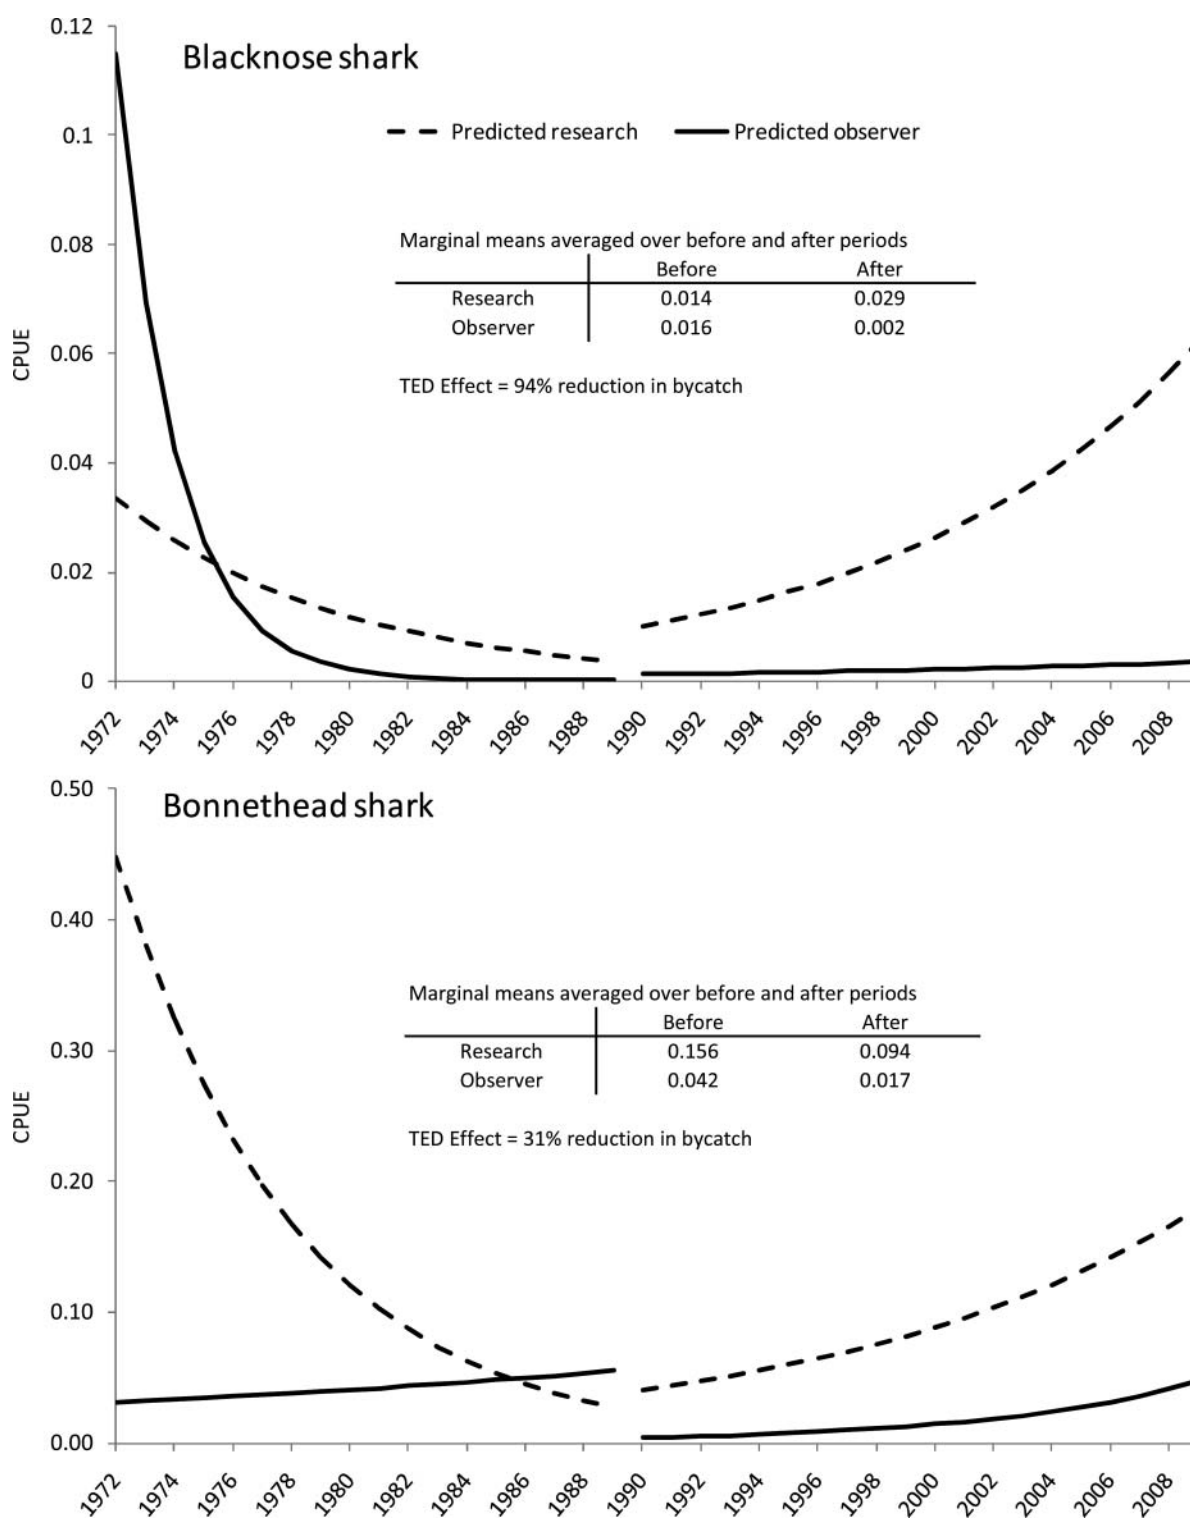 Blacknose shark
Predicted research Predicted observer
Marginal means averaged over before and after periods
Before After
Research 0.014 0.029
Observer 0.016 0.002
TED Effect = 94% reduction in bycatch
CPUE
0.12
0.1
0.08
0.06
0.04
0.02
0
1972 1974 1976 1978 1980 1982 1984 1986 1988 1990 1992 1994 1996 1998 2000 2002 2004 2006 2008
Bonnethead shark
Marginal means averaged over before and after periods
Before After
Research 0.156 0.094
Observer 0.042 0.017
TED Effect = 31% reduction in bycatch
CPUE
0.50
0.40
0.30
0.20
0.10
0.00
1972 1974 1976 1978 1980 1982 1984 1986 1988 1990 1992 1994 1996 1998 2000 2002 2004 2006 2008